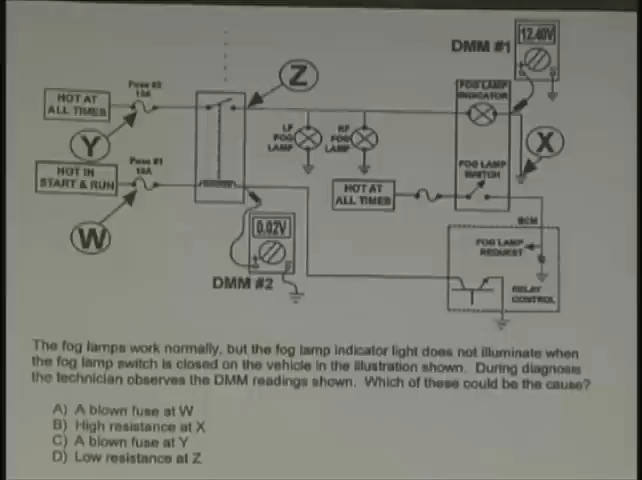 12.40V
DMM #1
FOG LAMP
INDICATOR
Z
Fuse #2
10A
HOT AT
ALL TIMES
Y
LF
FOG
LAMP
RF
FOG
LAMP
X
Fuse #1
10A
HOT IN
START & RUN
W
FOG LAMP
SWITCH
HOT AT
ALL TIMES
BCM
0.02V
FOG LAMP
REQUEST
DMM #2
RELAY
CONTROL
The fog lamps work normally, but the fog lamp indicator light does not illuminate when
the fog lamp switch is closed on the vehicle in the illustration shown. During diagnosis
the technician observes the DMM readings shown. Which of these could be the cause?
A) A blown fuse at W
B) High resistance at X
C) A blown fuse at Y
D) Low resistance at Z